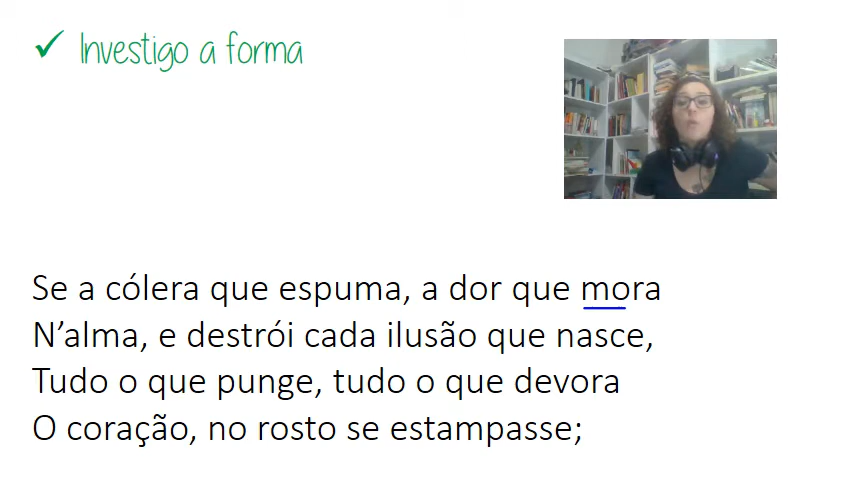 Investigo a forma
Se a cólera que espuma, a dor que mora
N’alma, e destrói cada ilusão que nasce,
Tudo o que punge, tudo o que devora
O coração, no rosto se estampasse;